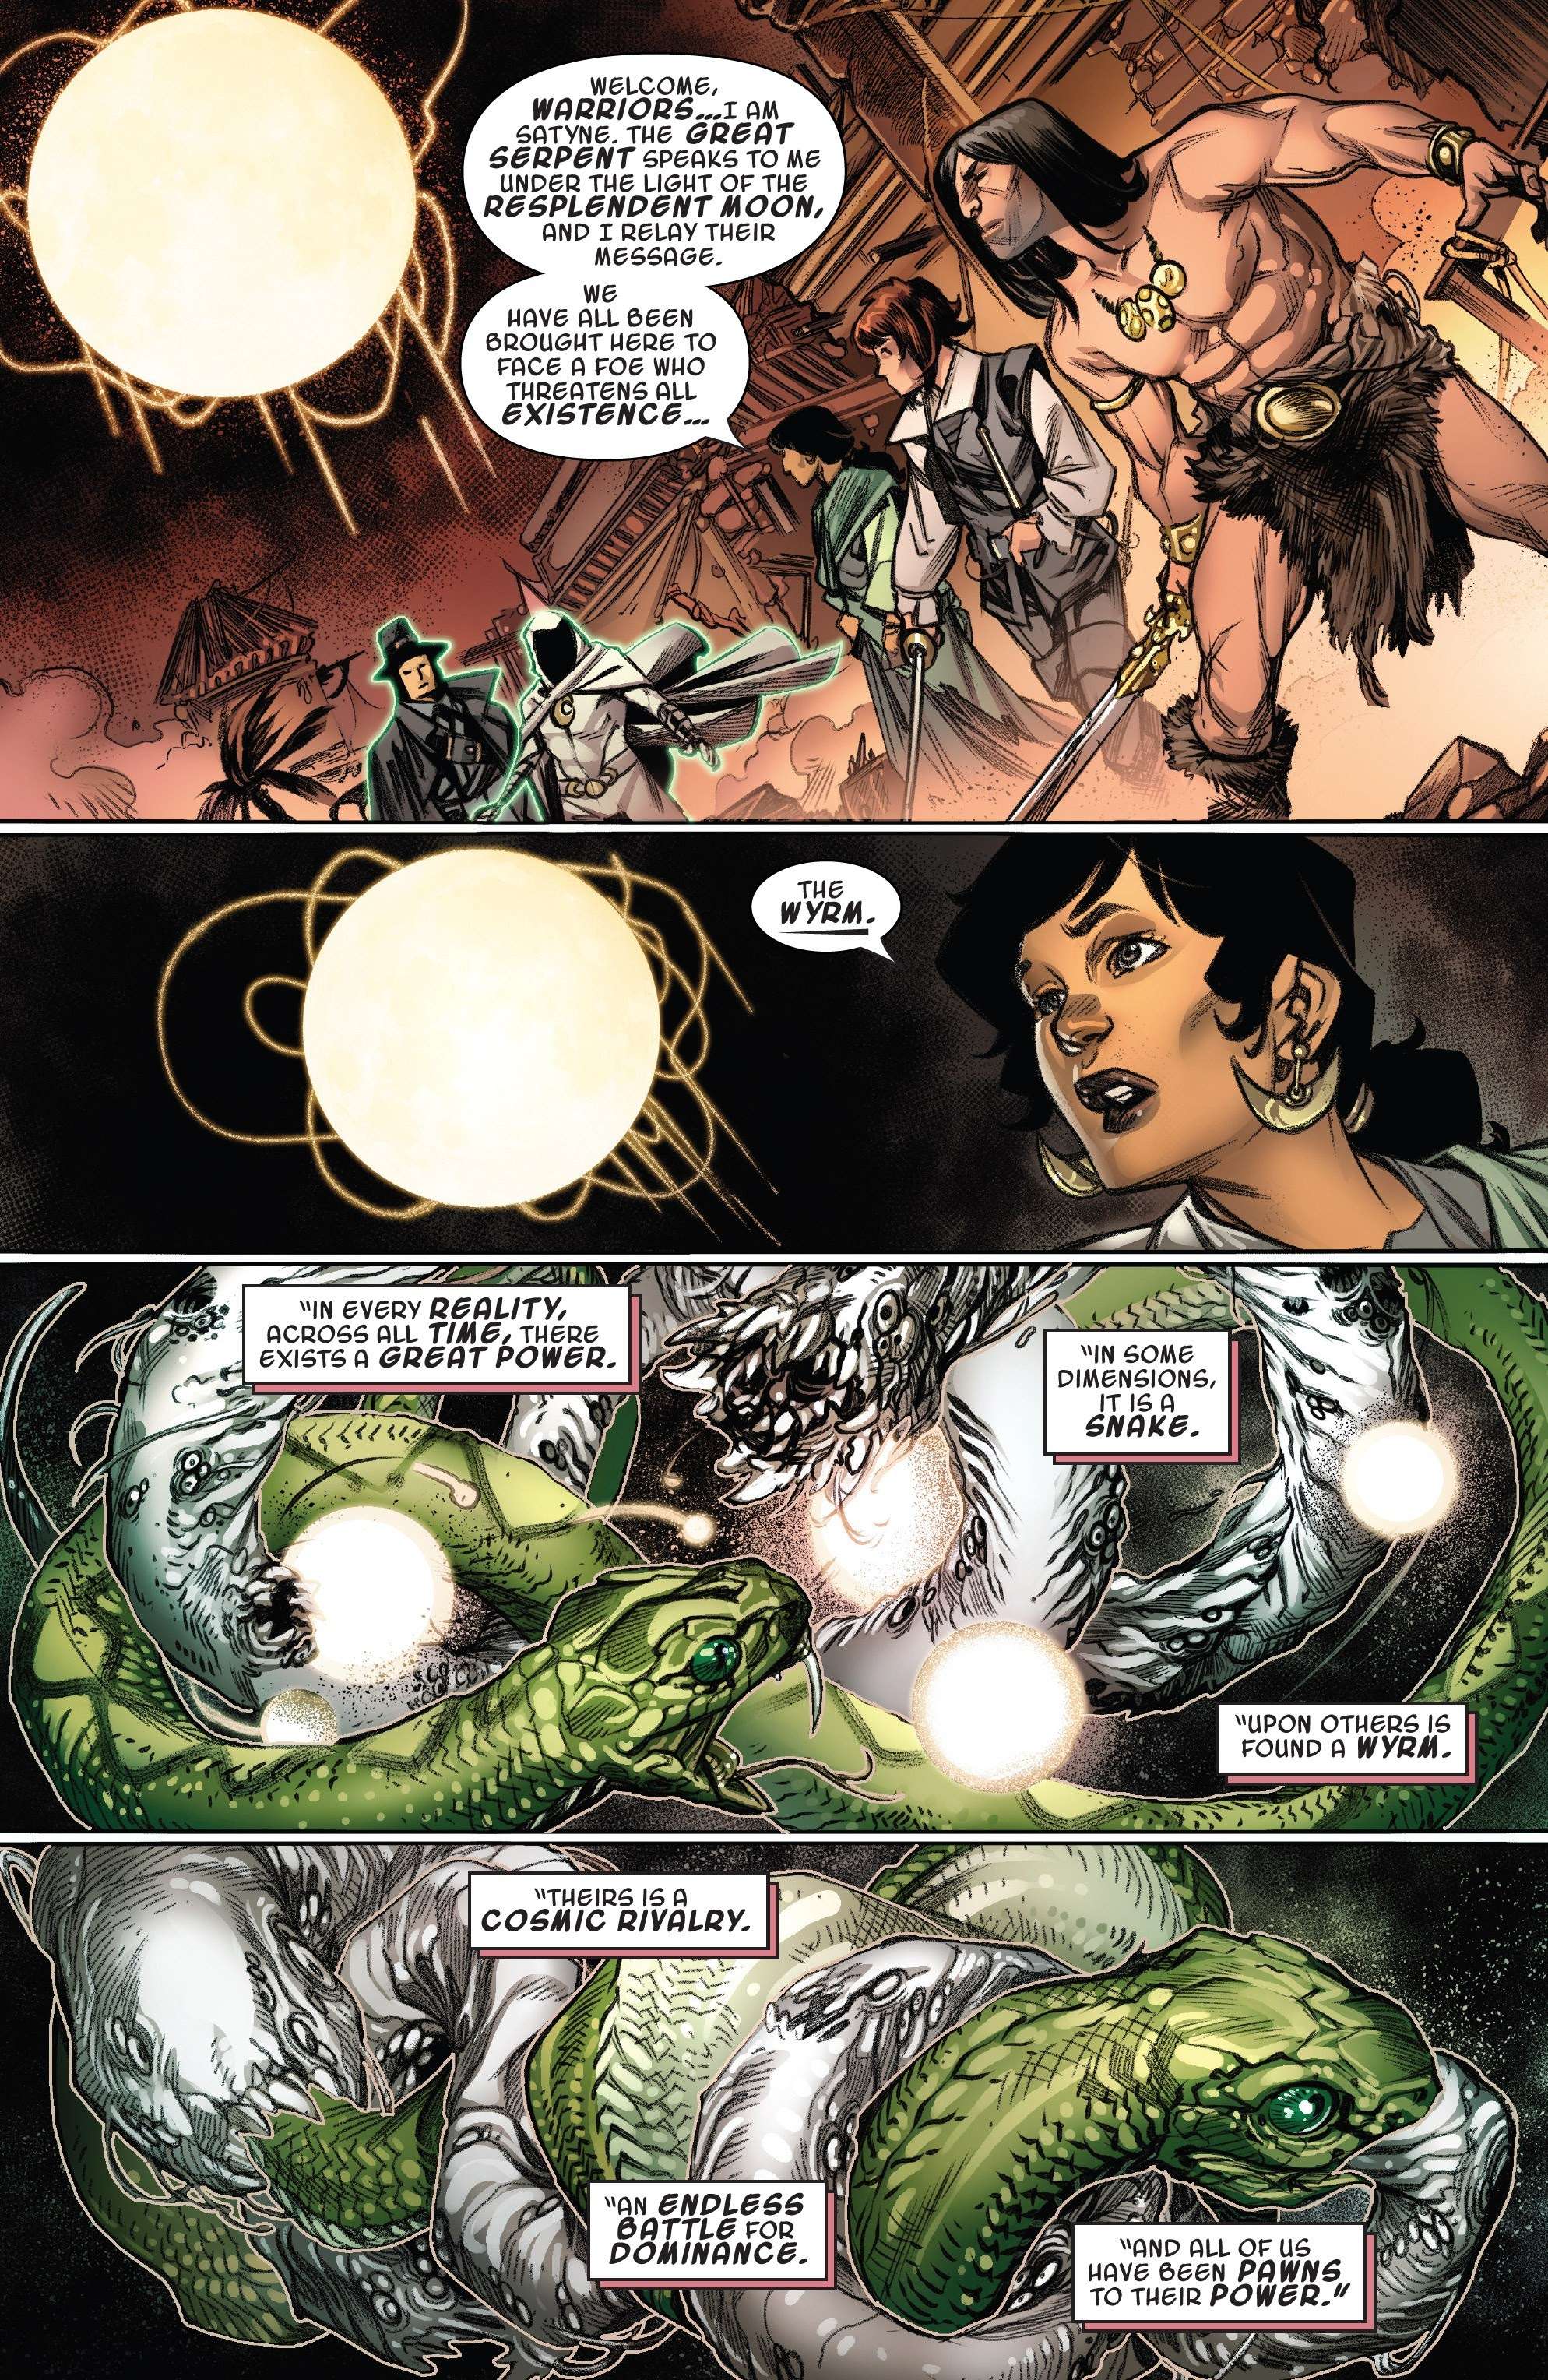 WELCOME,
WARRIORS...I AM
SATYNE. THE GREAT
SERPENT SPEAKS TO ME
UNDER THE LIGHT OF THE
RESPLENDENT MOON,
AND I RELAY THEIR
MESSAGE.
WE
HAVE ALL BEEN
BROUGHT HERE TO
FACE A FOE WHO
THREATENS ALL
EXISTENCE...
THE
WYRM.
"IN EVERY REALITY,
ACROSS ALL TIME, THERE
EXISTS A GREAT POWER.
"IN SOME
DIMENSIONS,
IT IS A
SNAKE.
"UPON OTHERS IS
FOUND A WYRM.
"THEIRS IS A
COSMIC RIVALRY.
"AN ENDLESS
BATTLE FOR
DOMINANCE.
"AND ALL OF US
HAVE BEEN PAWNS
TO THEIR POWER."